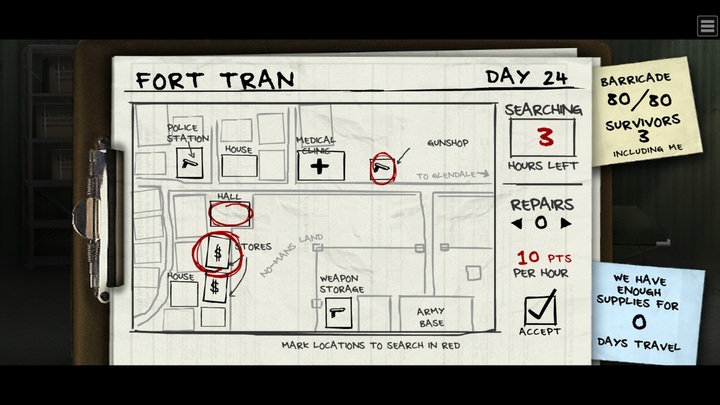 FORT TRAN
DAY 24
POLICE
STATION
HOUSE
MEDICAL
CLINIC
GUNSHOP
TO GLENDALE
HALL
STORES
$
$
HOUSE
NO-MANS LAND
WEAPON
STORAGE
ARMY
BASE
MARK LOCATIONS TO SEARCH IN RED
SEARCHING
3
HOURS LEFT
REPAIRS
0
10 PTS
PER HOUR
ACCEPT
BARRICADE
80/80
SURVIVORS
3
INCLUDING ME
WE HAVE
ENOUGH
SUPPLIES FOR
0
DAYS TRAVEL